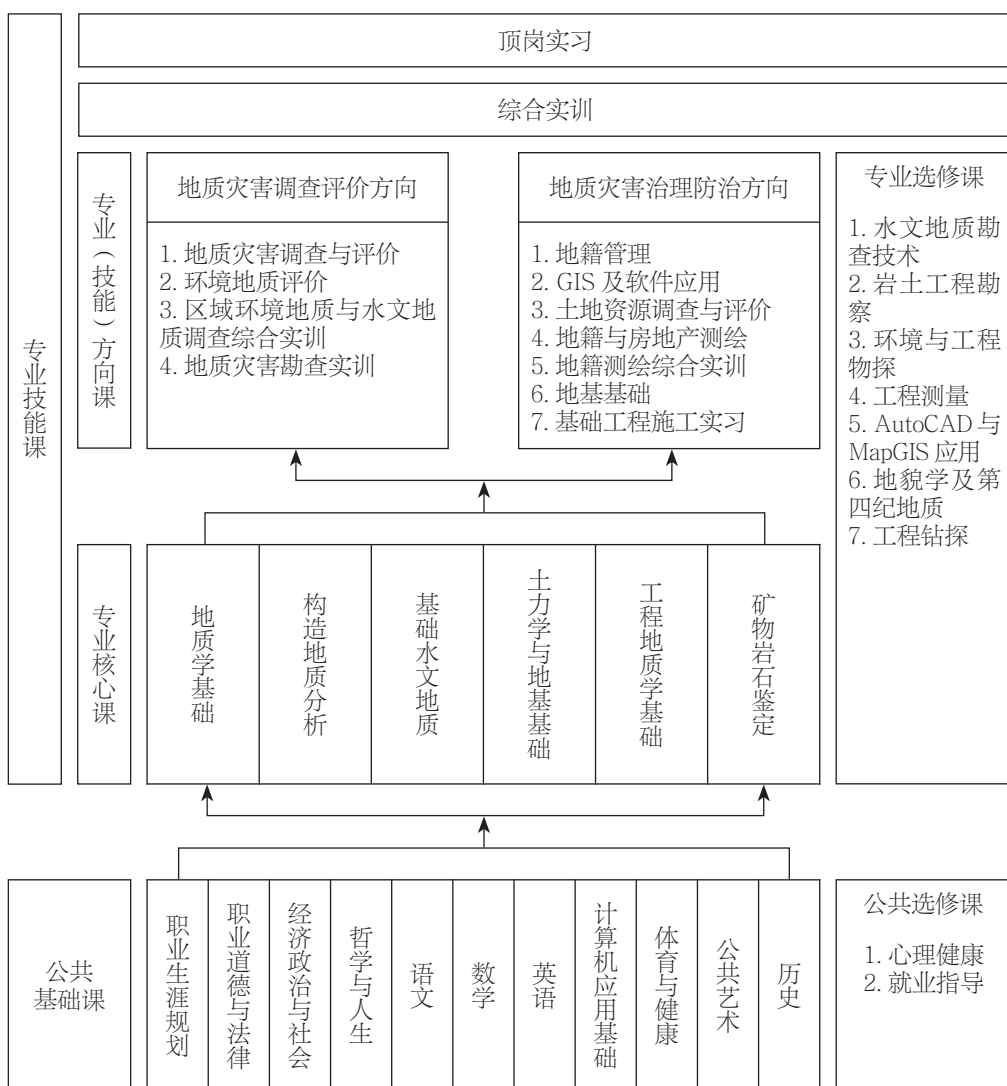 顶岗实习
综合实训
专业技能课
专业（技能）方向课
地质灾害调查评价方向
1. 地质灾害调查与评价
2. 环境地质评价
3. 区域环境地质与水文地
质调查综合实训
4. 地质灾害勘查实训
地质灾害治理防治方向
1. 地籍管理
2. GIS 及软件应用
3. 土地资源调查与评价
4. 地籍与房地产测绘
5. 地籍测绘综合实训
6. 地基基础
7. 基础工程施工实习
专业选修课
1. 水文地质勘
查技术
2. 岩土工程勘
察
3. 环境与工程
物探
4. 工程测量
5. AutoCAD 与
MapGIS 应用
6. 地貌学及第
四纪地质
7. 工程钻探
专业核心课
地质学基础
构造地质分析
基础水文地质
土力学与地基基础
工程地质学基础
矿物岩石鉴定
公共
基础课
职业生涯规划
职业道德与法律
经济政治与社会
哲学与人生
语文
数学
英语
计算机应用基础
体育与健康
公共艺术
历史
公共选修课
1. 心理健康
2. 就业指导